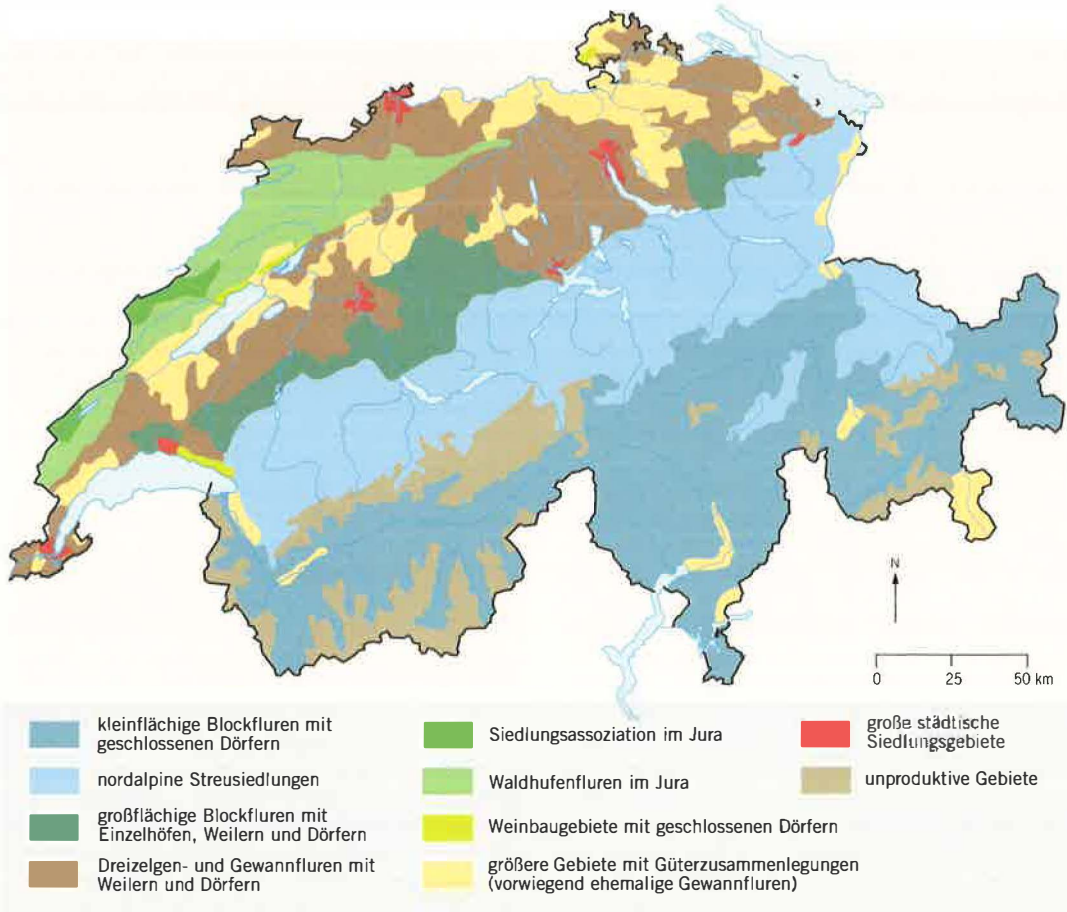 N
0 25 50 km
kleinflächige Blockfluren mit
geschlossenen Dörfern
nordalpine Streusiedlungen
großflächige Blockfluren mit
Einzelhöfen, Weilern und Dörfern
Dreizelgen- und Gewannfluren mit
Weilern und Dörfern
Siedlungsassoziation im Jura
Waldhufenfluren im Jura
Weinbaugebiete mit geschlossenen Dörfern
größere Gebiete mit Güterzusammenlegungen
(vorwiegend ehemalige Gewannfluren)
große städtische
Siedlungsgebiete
unproduktive Gebiete